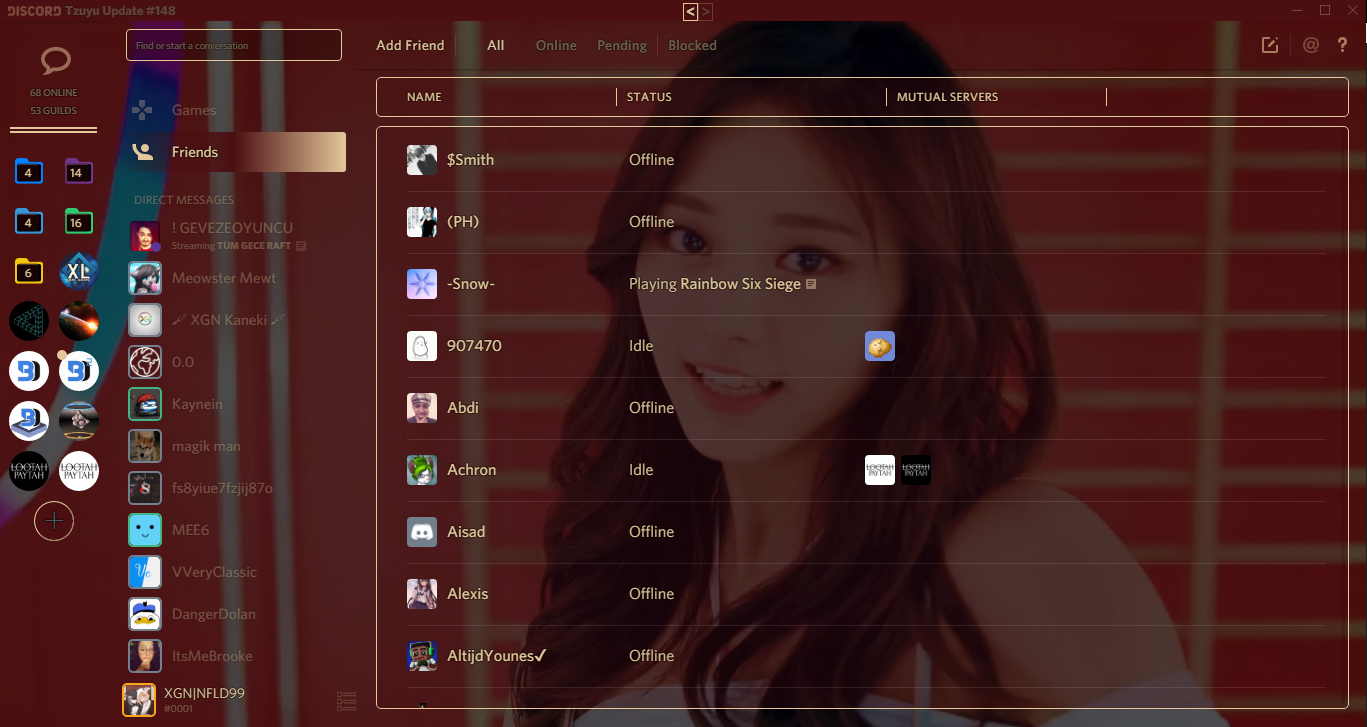 DISCORD Tzuyu Update #148
< >
Find or start a conversation
Add Friend All Online Pending Blocked @ ?
68 ONLINE
53 GUILDS
NAME STATUS MUTUAL SERVERS
Games
Friends
4 14
4 16
6 XL
LOOTAH PAYTAH LOOTAH PAYTAH
DIRECT MESSAGES
! GEVEZEOYUNCU
Streaming TÜM GECE RAFT
Meowster Mewt
XGN Kaneki
0.0
Kaynein
magik man
fs8yiue7fzjij87o
MEE6
VVeryClassic
DangerDolan
ItsMeBrooke
XGN|NFLD99
#0001
$Smith Offline
(PH) Offline
-Snow- Playing Rainbow Six Siege
907470 Idle
Abdi Offline
Achron Idle LOOTAH PAYTAH LOOTAH PAYTAH
Aisad Offline
Alexis Offline
AltijdYounes✓ Offline